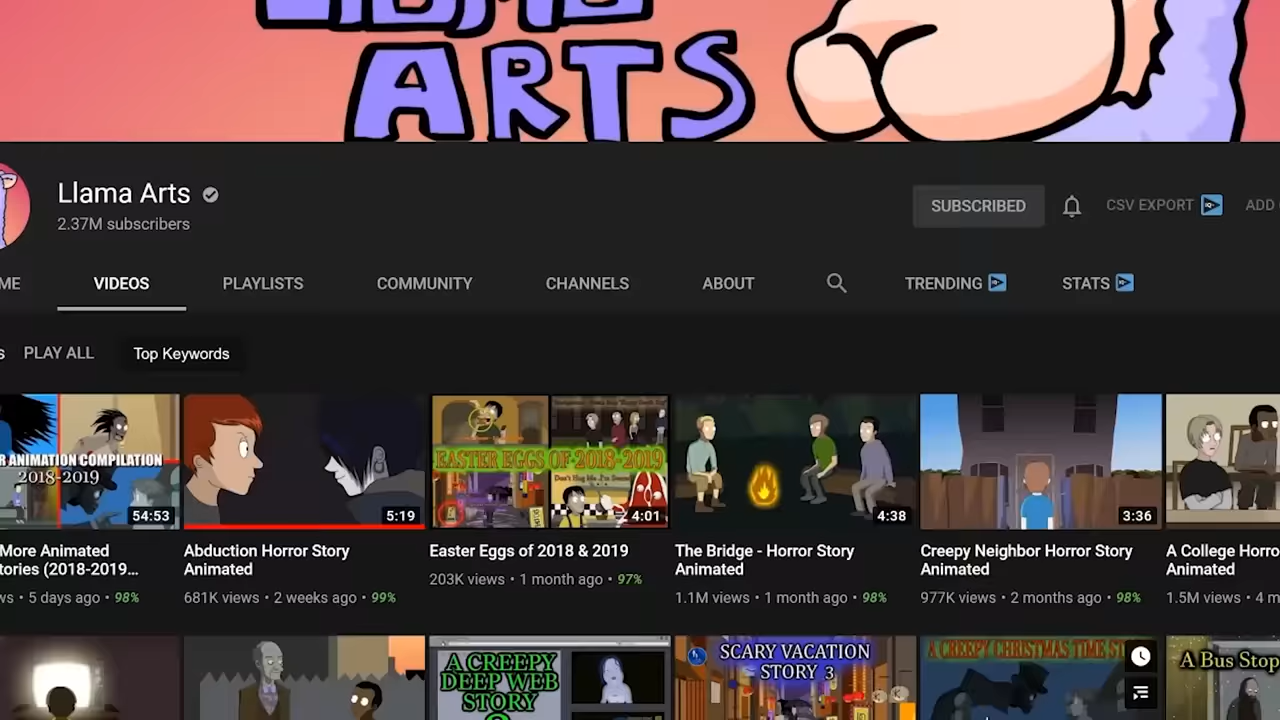 ARTS
Llama Arts
2.37M subscribers
SUBSCRIBED
CSV EXPORT
ADD
ME
VIDEOS
PLAYLISTS
COMMUNITY
CHANNELS
ABOUT
TRENDING
STATS
s
PLAY ALL
Top Keywords
R ANIMATION COMPILATION
2018-2019
54:53
5:19
EASTER EGGS OF 2018-2019
4:01
4:38
3:36
More Animated
tories (2018-2019...
ws • 5 days ago • 98%
Abduction Horror Story
Animated
681K views • 2 weeks ago • 99%
Easter Eggs of 2018 & 2019
203K views • 1 month ago • 97%
The Bridge - Horror Story
Animated
1.1M views • 1 month ago • 98%
Creepy Neighbor Horror Story
Animated
977K views • 2 months ago • 98%
A College Horro
Animated
1.5M views • 4 m
A CREEPY
DEEP WEB
STORY
SCARY VACATION
STORY 3
A CREEPY CHRISTMAS TIME ST
A Bus Stop